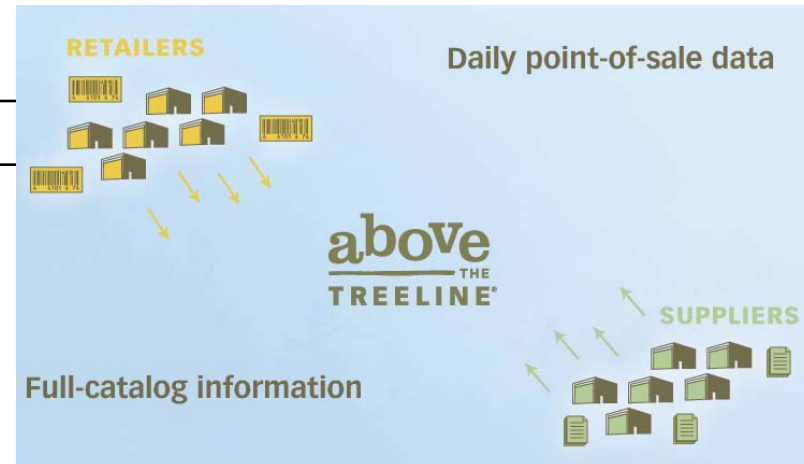 RETAILERS
Daily point-of-sale data
above
THE
TREELINE®
SUPPLIERS
Full-catalog information